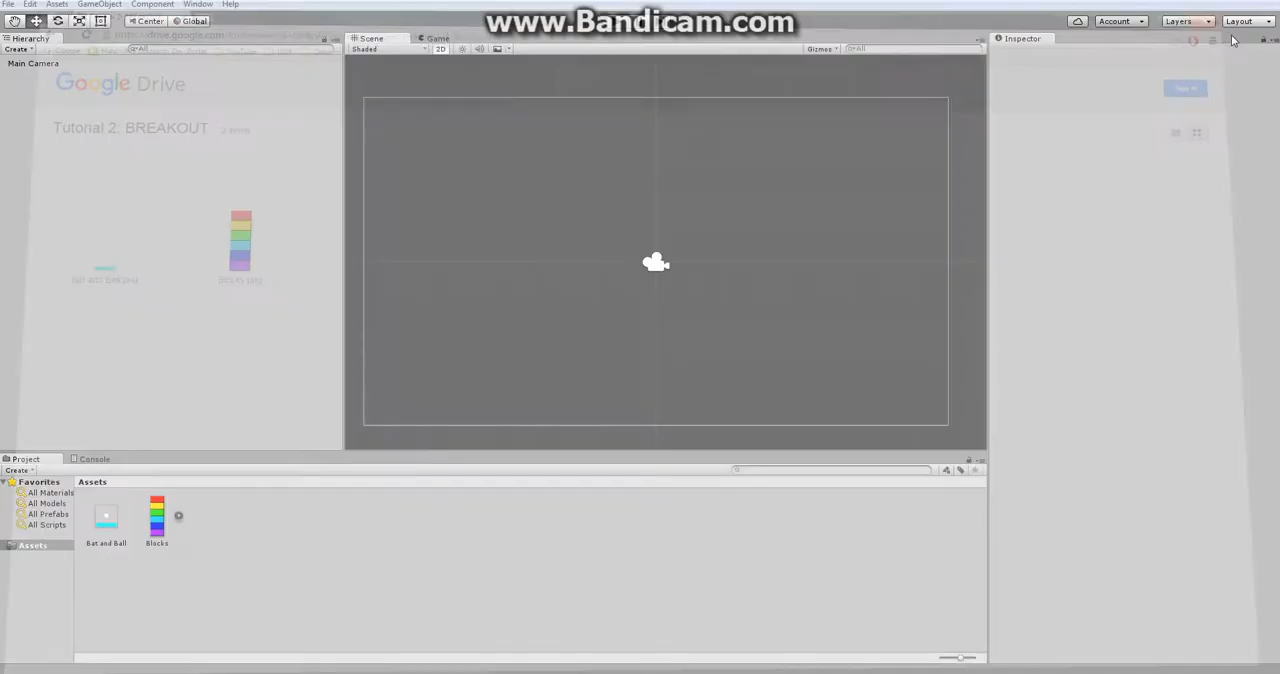 File Edit Assets GameObject Component Window Help
www.Bandicam.com
Center Global Account Layers Layout
Hierarchy Scene Game Inspector
Create All Shaded 2D Gizmos All
Main Camera
Google Drive
Tutorial 2: BREAKOUT
Project Console
Create
Favorites Assets
All Materials
All Models
All Prefabs
All Scripts
Assets
Bat and Ball Blocks